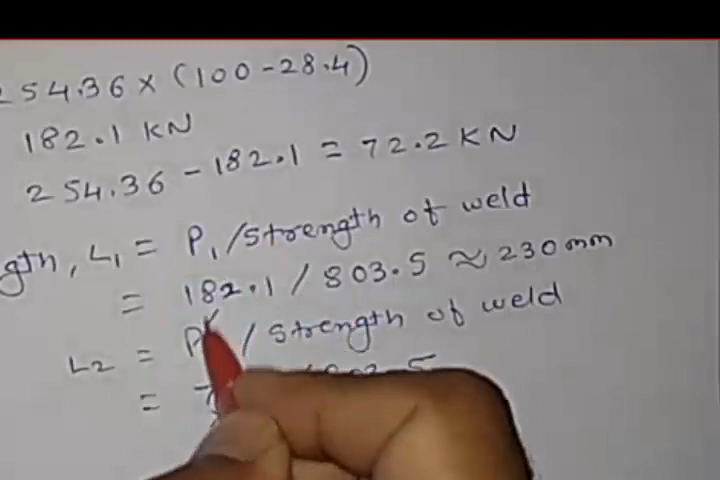 254.36 × (100-28.4)
182.1 KN
254.36 - 182.1 = 72.2 KN
gth, L1 = P1/Strength of weld
= 182.1 / 803.5 ≈ 230 mm
L2 = P / Strength of weld
=